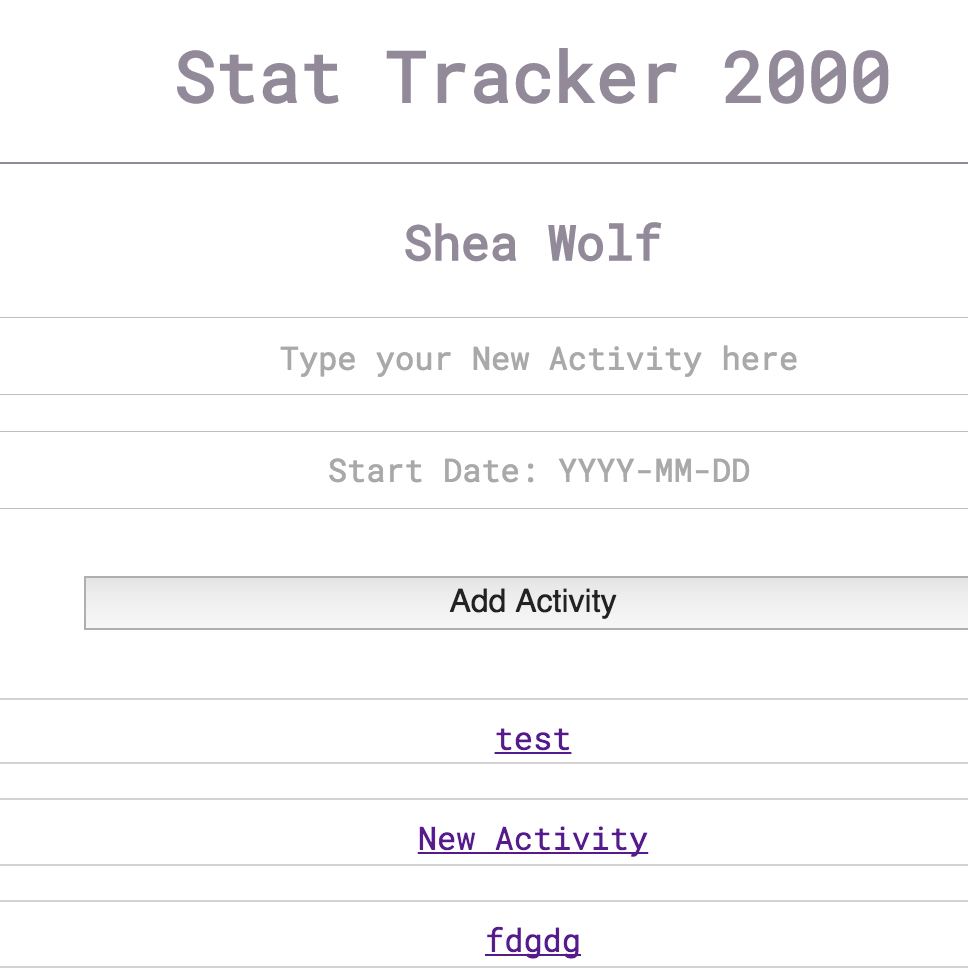 Stat Tracker 2000
Shea Wolf
Type your New Activity here
Start Date: YYYY-MM-DD
Add Activity
test
New Activity
fdgdg